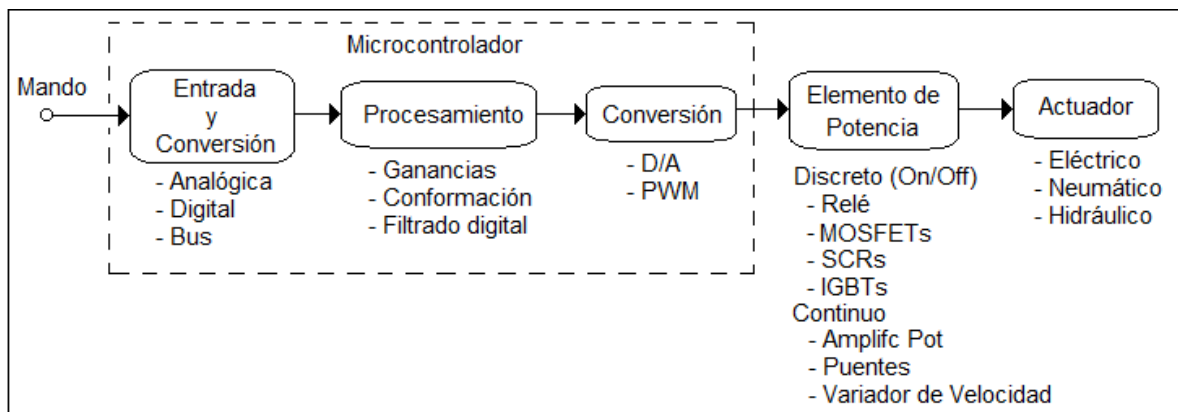 Microcontrolador
Mando
Entrada
y
Conversión
- Analógica
- Digital
- Bus
Procesamiento
- Ganancias
- Conformación
- Filtrado digital
Conversión
- D/A
- PWM
Elemento de
Potencia
Discreto (On/Off)
- Relé
- MOSFETs
- SCRs
- IGBTs
Continuo
- Amplifc Pot
- Puentes
- Variador de Velocidad
Actuador
- Eléctrico
- Neumático
- Hidráulico